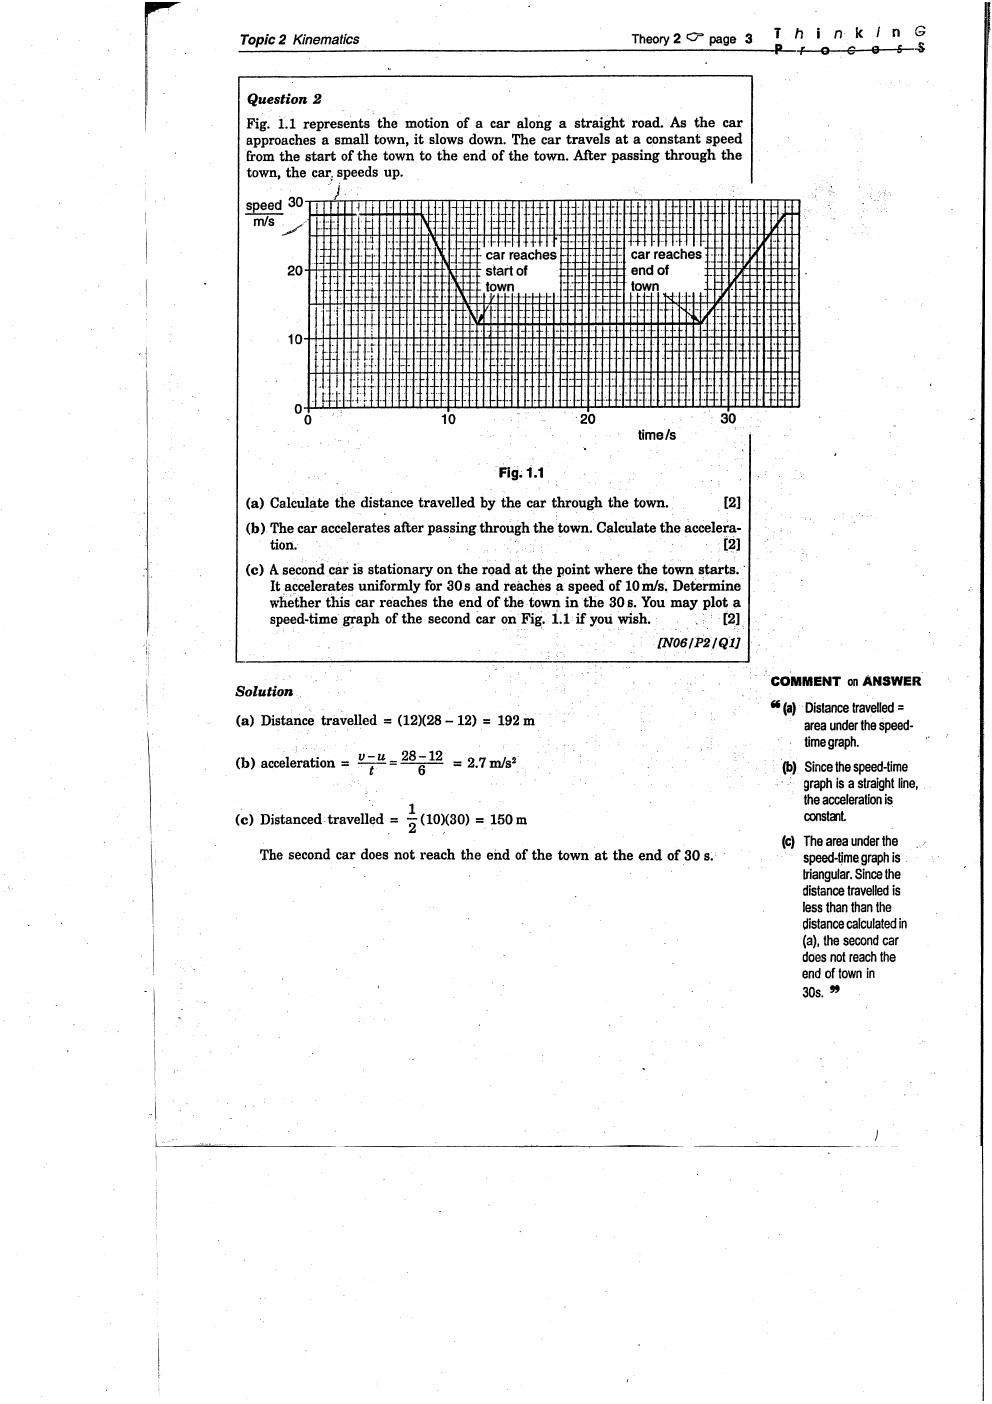 Topic 2 Kinematics
Theory 2 ☞ page 3
T h i n k I n G
P r o c e s S
Question 2
Fig. 1.1 represents the motion of a car along a straight road. As the car
approaches a small town, it slows down. The car travels at a constant speed
from the start of the town to the end of the town. After passing through the
town, the car speeds up.
speed
m/s
30
20
10
0
car reaches
start of
town
car reaches
end of
town
0 10 20 30
time/s
Fig. 1.1
(a) Calculate the distance travelled by the car through the town. [2]
(b) The car accelerates after passing through the town. Calculate the accelera-
tion. [2]
(c) A second car is stationary on the road at the point where the town starts.
It accelerates uniformly for 30 s and reaches a speed of 10 m/s. Determine
whether this car reaches the end of the town in the 30 s. You may plot a
speed-time graph of the second car on Fig. 1.1 if you wish. [2]
[N06/P2/Q1]
Solution
(a) Distance travelled = (12)(28 – 12) = 192 m
(b) acceleration = v–u/t = 28–12/6 = 2.7 m/s²
(c) Distanced travelled = 1/2 (10)(30) = 150 m
The second car does not reach the end of the town at the end of 30 s.
COMMENT on ANSWER
“ (a) Distance travelled =
area under the speed-
time graph.
(b) Since the speed-time
graph is a straight line,
the acceleration is
constant.
(c) The area under the
speed-time graph is
triangular. Since the
distance travelled is
less than than the
distance calculated in
(a), the second car
does not reach the
end of town in
30s. ”